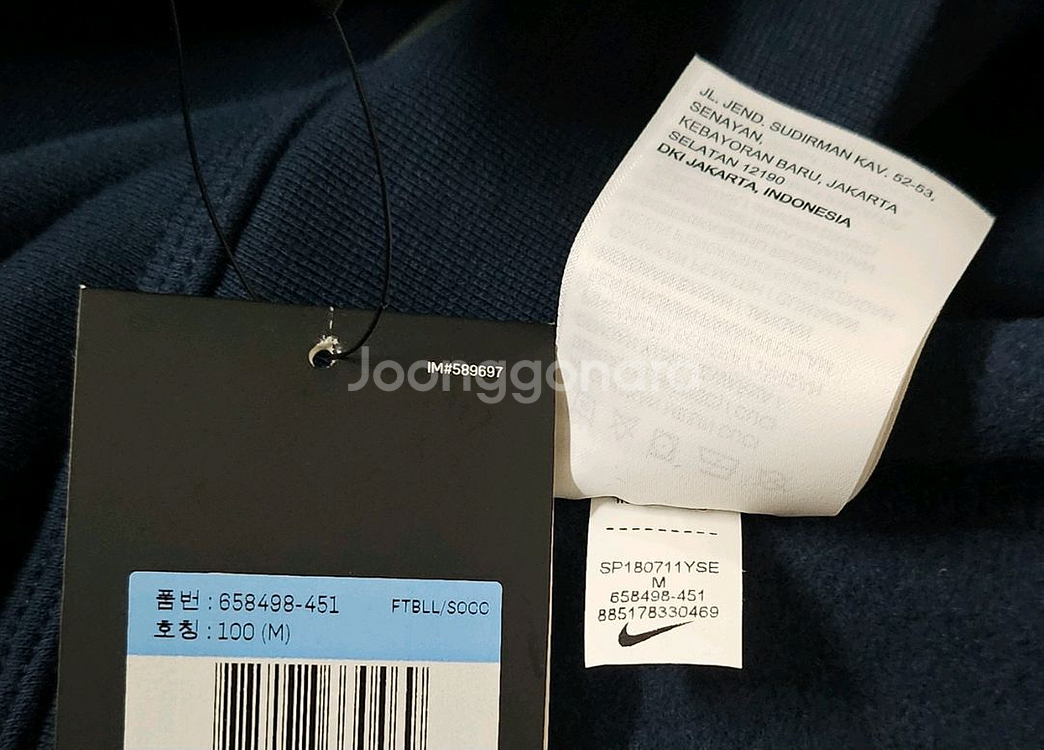 JL. JEND. SUDIRMAN KAV. 52-53,
SENAYAN,
KEBAYORAN BARU, JAKARTA
SELATAN 12190
DKI JAKARTA, INDONESIA
Joonggonara
IM#589697
품번 : 658498-451
FTBLL/SOCC
호칭 : 100 (M)
SP180711YSE
M
658498-451
885178330469